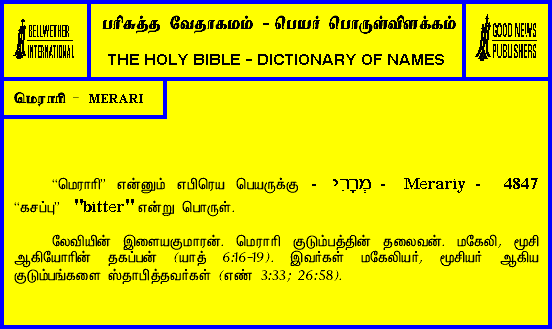 BELLWETHER
INTERNATIONAL
பரிசுத்த வேதாகமம் - பெயர் பொருள்விளக்கம்
THE HOLY BIBLE - DICTIONARY OF NAMES
GOOD NEWS
PUBLISHERS
மெராரி - MERARI
“மெராரி” என்னும் எபிரெய பெயருக்கு - מְרָרִי - Merariy - 4847
“கசப்பு” "bitter" என்று பொருள்.
லேவியின் இளையகுமாரன். மெராரி குடும்பத்தின் தலைவன். மகேலி, மூசி
ஆகியோரின் தகப்பன் (யாத் 6:16-19). இவர்கள் மகேலியர், மூசியர் ஆகிய
குடும்பங்களை ஸ்தாபித்தவர்கள் (எண் 3:33; 26:58).